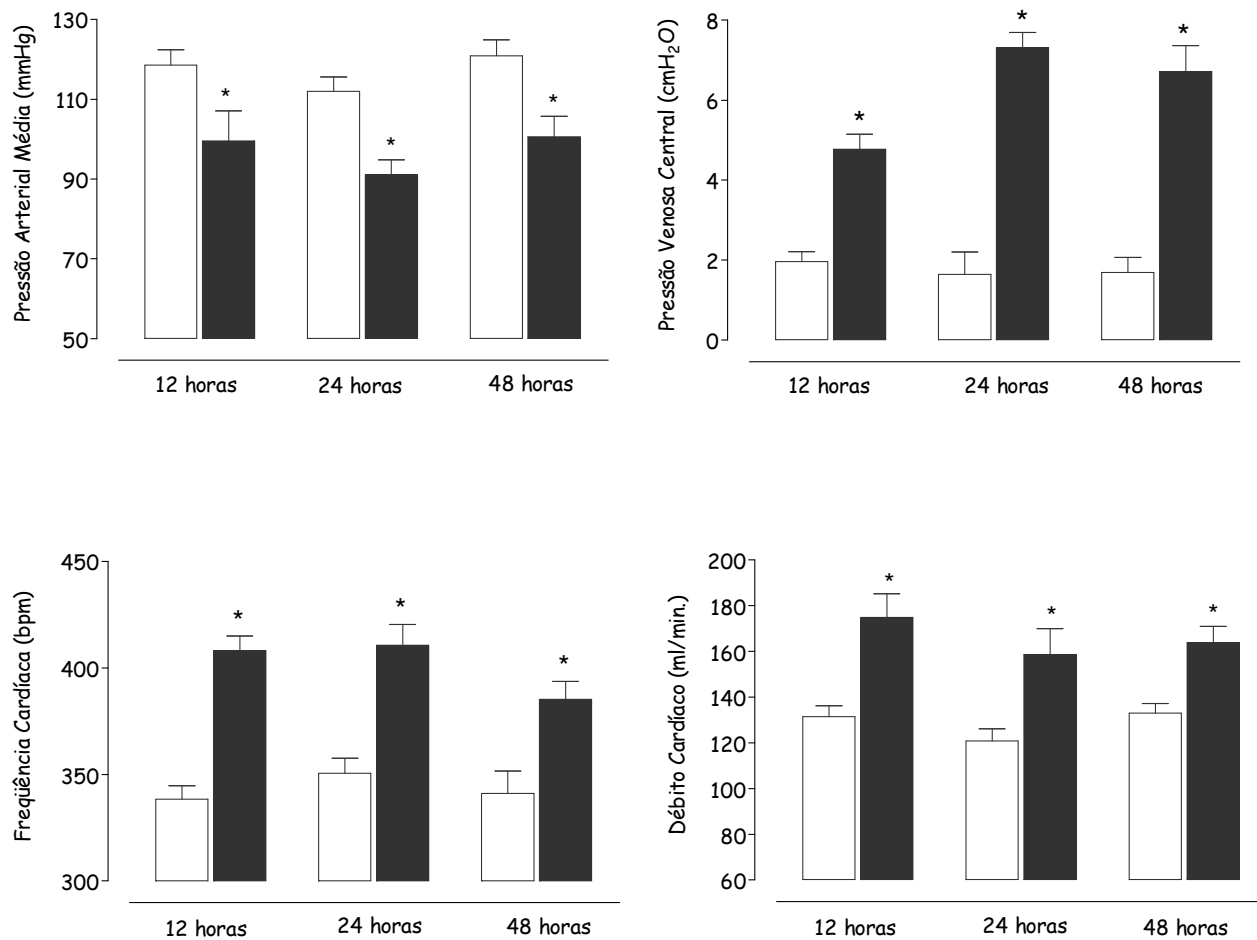 Pressão Arterial Média (mmHg)
130
110
90
70
50
*
*
*
12 horas
24 horas
48 horas
Pressão Venosa Central (cmH₂O)
8
6
4
2
0
*
*
*
12 horas
24 horas
48 horas
Freqüência Cardíaca (bpm)
450
400
350
300
*
*
*
12 horas
24 horas
48 horas
Débito Cardíaco (ml/min.)
200
180
160
140
120
100
80
60
*
*
*
12 horas
24 horas
48 horas